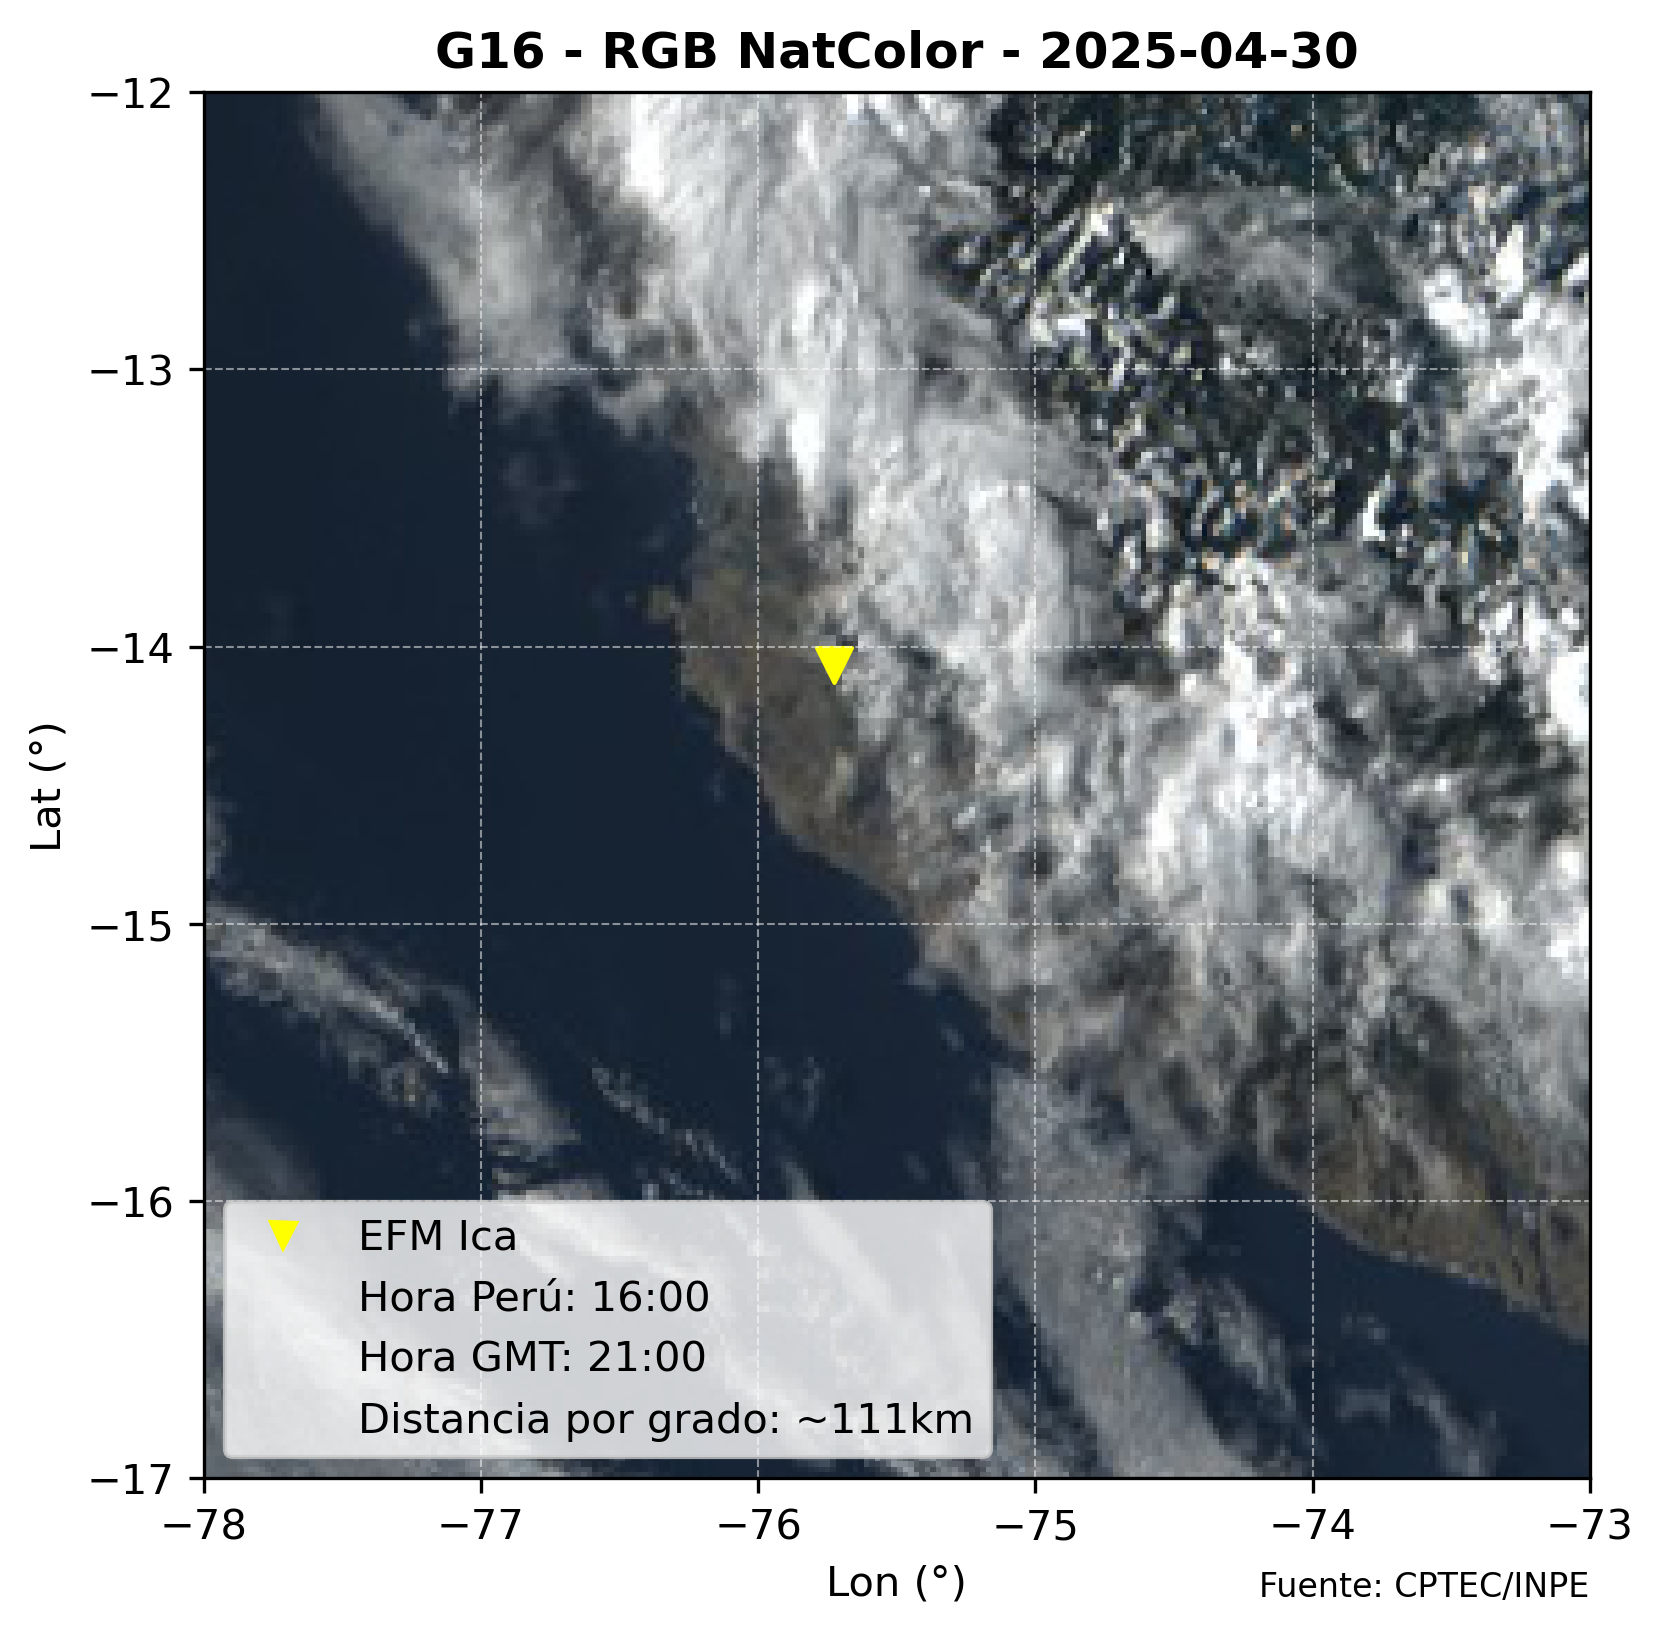 G16 - RGB NatColor - 2025-04-30
−12
−13
−14
−15
−16
−17
Lat (°)
EFM Ica
Hora Perú: 16:00
Hora GMT: 21:00
Distancia por grado: ~111km
−78 −77 −76 −75 −74 −73
Lon (°)
Fuente: CPTEC/INPE